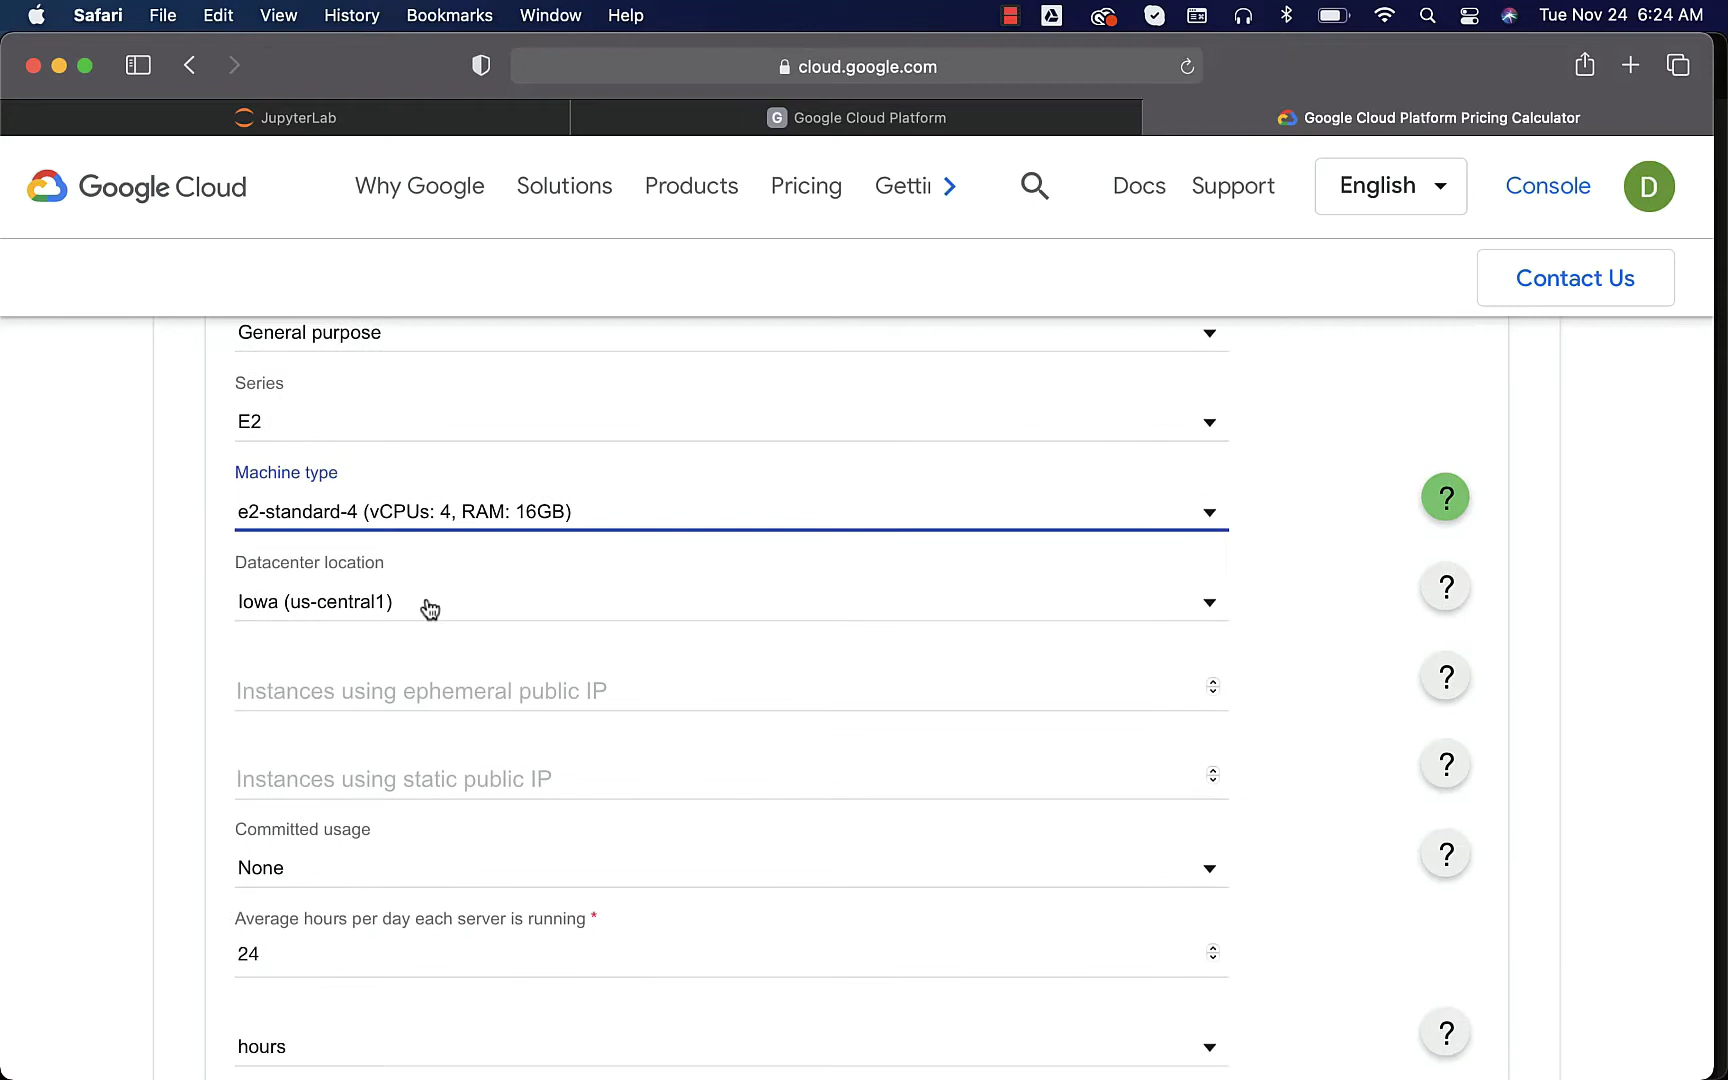 Safari File Edit View History Bookmarks Window Help Tue Nov 24 6:24 AM
cloud.google.com
JupyterLab
G Google Cloud Platform
Google Cloud Platform Pricing Calculator
Google Cloud Why Google Solutions Products Pricing Getti Docs Support English Console D
Contact Us
General purpose
Series
E2
Machine type
e2-standard-4 (vCPUs: 4, RAM: 16GB)
?
Datacenter location
Iowa (us-central1)
?
Instances using ephemeral public IP
?
Instances using static public IP
?
Committed usage
None
?
Average hours per day each server is running *
24
hours
?